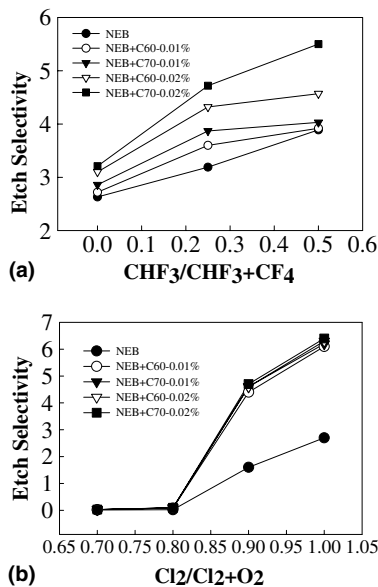 6
5
4
3
2
Etch Selectivity
NEB
NEB+C60-0.01%
NEB+C70-0.01%
NEB+C60-0.02%
NEB+C70-0.02%
0.0 0.1 0.2 0.3 0.4 0.5 0.6
(a) CHF3/CHF3+CF4
7
6
5
4
3
2
1
0
Etch Selectivity
NEB
NEB+C60-0.01%
NEB+C70-0.01%
NEB+C60-0.02%
NEB+C70-0.02%
0.65 0.70 0.75 0.80 0.85 0.90 0.95 1.00 1.05
(b) Cl2/Cl2+O2